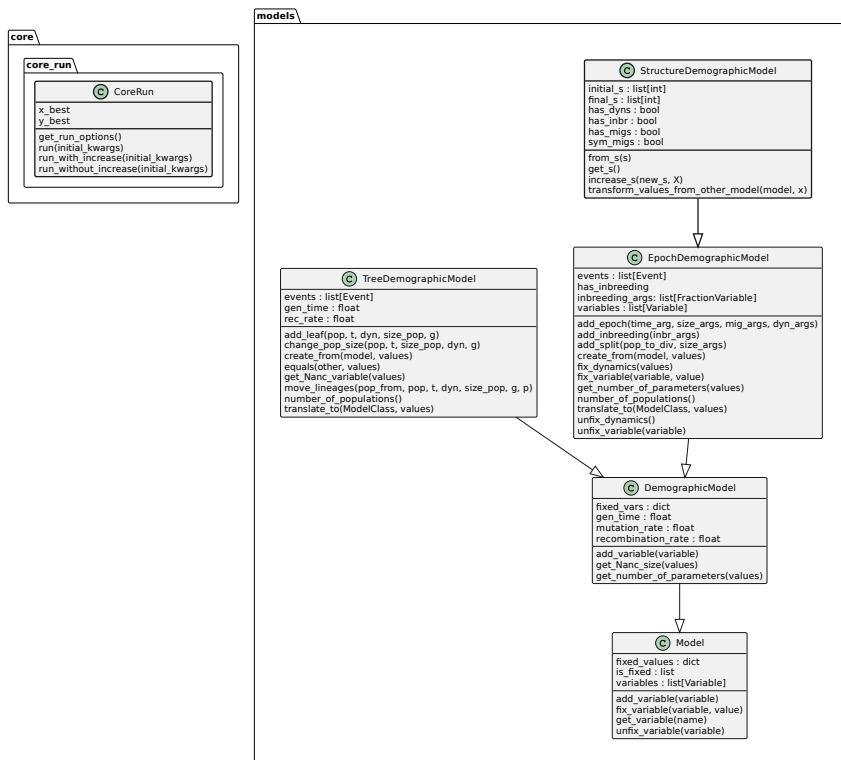 core
core_run
C CoreRun
x_best
y_best
get_run_options()
run(initial_kwargs)
run_with_increase(initial_kwargs)
run_without_increase(initial_kwargs)
models
C StructureDemographicModel
initial_s : list[int]
final_s : list[int]
has_dyns : bool
has_inbr : bool
has_migs : bool
sym_migs : bool
from_s(s)
get_s()
increase_s(new_s, X)
transform_values_from_other_model(model, x)
C TreeDemographicModel
events : list[Event]
gen_time : float
rec_rate : float
add_leaf(pop, t, dyn, size_pop, g)
change_pop_size(pop, t, size_pop, dyn, g)
create_from(model, values)
equals(other, values)
get_Nanc_variable(values)
move_lineages(pop_from, pop, t, dyn, size_pop, g, p)
number_of_populations()
translate_to(ModelClass, values)
C EpochDemographicModel
events : list[Event]
has_inbreeding
inbreeding_args: list[FractionVariable]
variables : list[Variable]
add_epoch(time_arg, size_args, mig_args, dyn_args)
add_inbreeding(inbr_args)
add_split(pop_to_div, size_args)
create_from(model, values)
fix_dynamics(values)
fix_variable(variable, value)
get_number_of_parameters(values)
number_of_populations()
translate_to(ModelClass, values)
unfix_dynamics()
unfix_variable(variable)
C DemographicModel
fixed_vars : dict
gen_time : float
mutation_rate : float
recombination_rate : float
add_variable(variable)
get_Nanc_size(values)
get_number_of_parameters(values)
C Model
fixed_values : dict
is_fixed : list
variables : list[Variable]
add_variable(variable)
fix_variable(variable, value)
get_variable(name)
unfix_variable(variable)